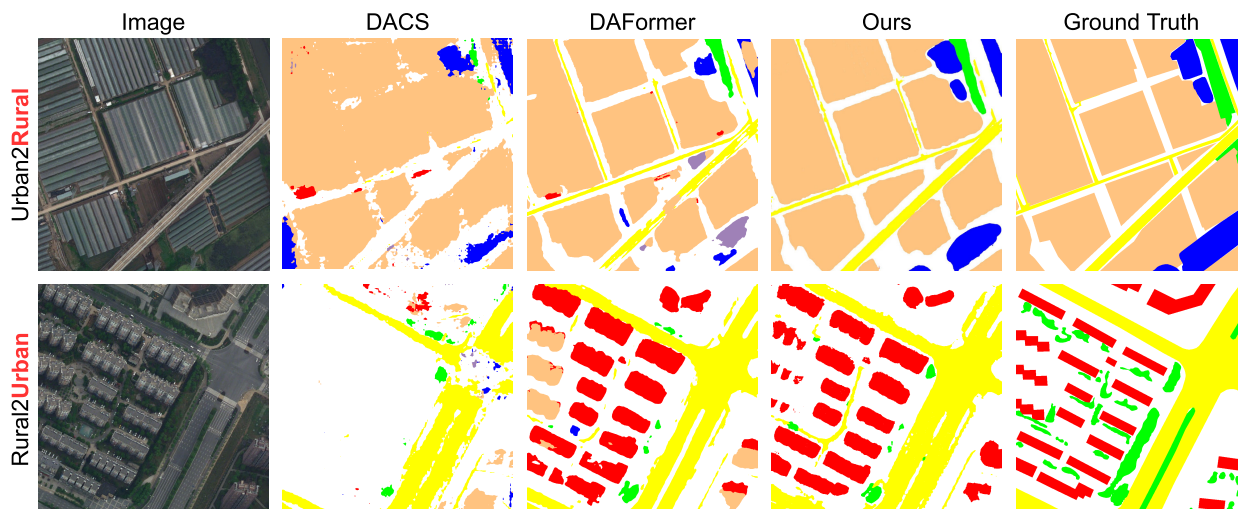 Image
DACS
DAFormer
Ours
Ground Truth
Urban2Rural
Rural2Urban